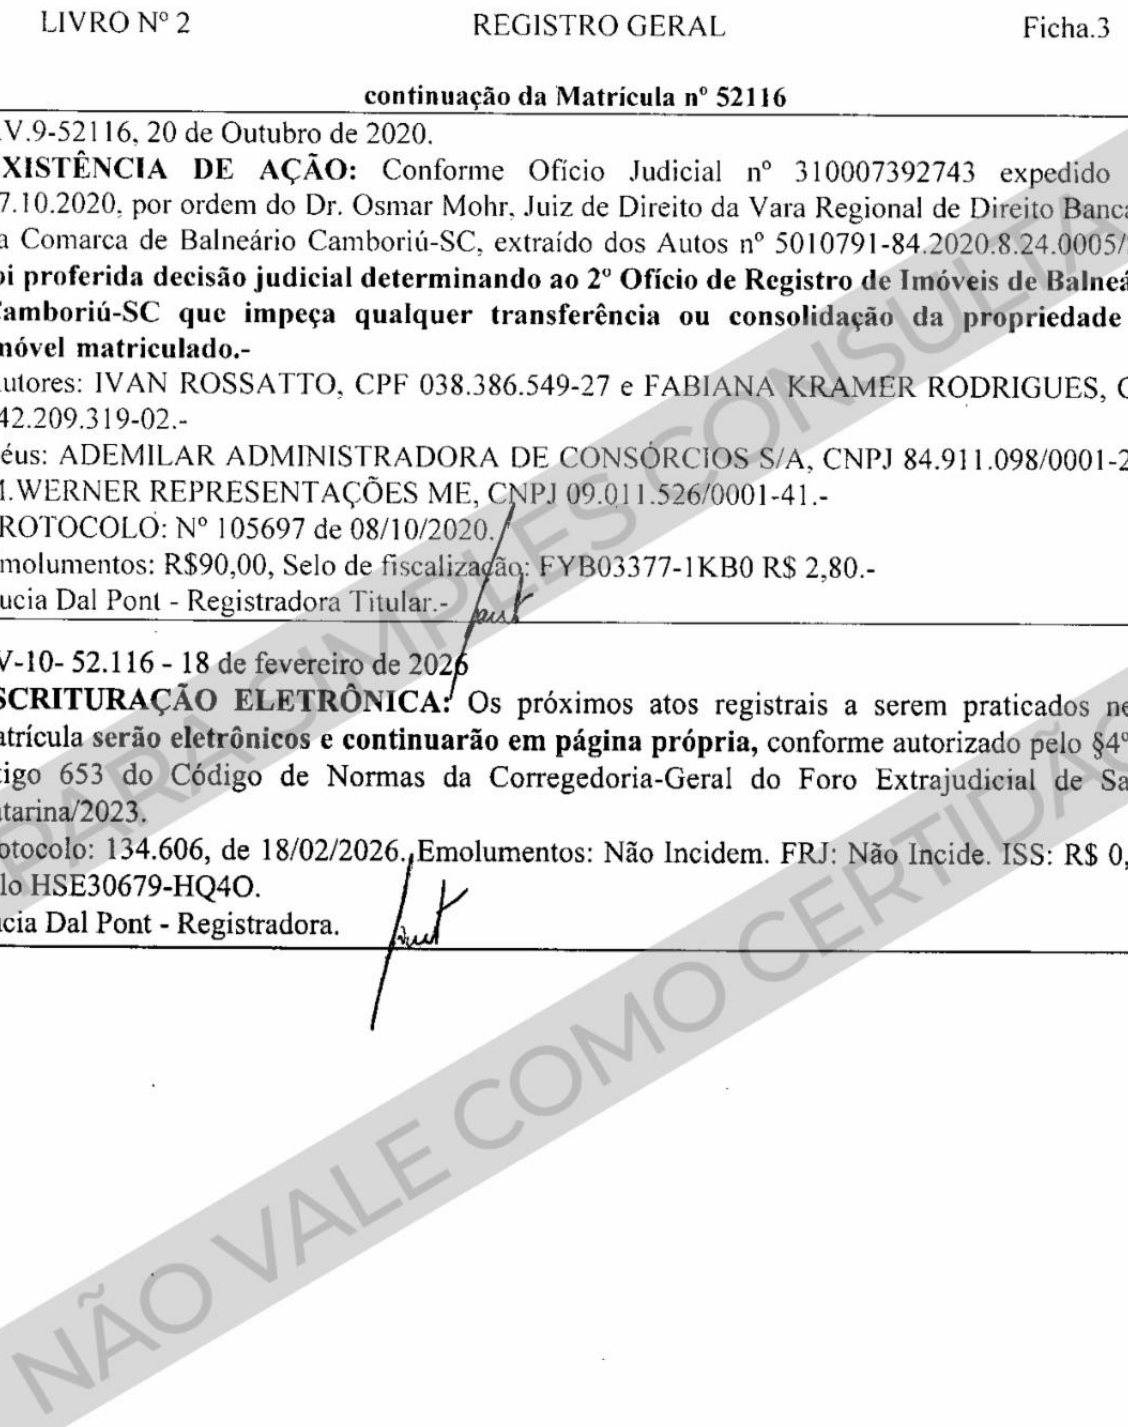 LIVRO Nº 2 REGISTRO GERAL Ficha.3
continuação da Matrícula nº 52116
V.9-52116, 20 de Outubro de 2020.
XISTÊNCIA DE AÇÃO: Conforme Ofício Judicial nº 310007392743 expedido
7.10.2020, por ordem do Dr. Osmar Mohr, Juiz de Direito da Vara Regional de Direito Banca
a Comarca de Balneário Camboriú-SC, extraído dos Autos nº 5010791-84.2020.8.24.0005/
oi proferida decisão judicial determinando ao 2º Ofício de Registro de Imóveis de Balneá
amboriú-SC que impeça qualquer transferência ou consolidação da propriedade
móvel matriculado.-
utores: IVAN ROSSATTO, CPF 038.386.549-27 e FABIANA KRAMER RODRIGUES, C
42.209.319-02.-
éus: ADEMILAR ADMINISTRADORA DE CONSÓRCIOS S/A, CNPJ 84.911.098/0001-2
.WERNER REPRESENTAÇÕES ME, CNPJ 09.011.526/0001-41.-
ROTOCOLO: Nº 105697 de 08/10/2020.
molumentos: R$90,00, Selo de fiscalização: FYB03377-1KB0 R$ 2,80.-
ucia Dal Pont - Registradora Titular.-
V-10- 52.116 - 18 de fevereiro de 2026
SCRITURAÇÃO ELETRÔNICA: Os próximos atos registrais a serem praticados ne
atrícula serão eletrônicos e continuarão em página própria, conforme autorizado pelo §4º
tigo 653 do Código de Normas da Corregedoria-Geral do Foro Extrajudicial de Sa
tarina/2023.
otocolo: 134.606, de 18/02/2026. Emolumentos: Não Incidem. FRJ: Não Incide. ISS: R$ 0,
lo HSE30679-HQ4O.
cia Dal Pont - Registradora.
PARA SIMPLES CONSULTA
NÃO VALE COMO CERTIDÃO